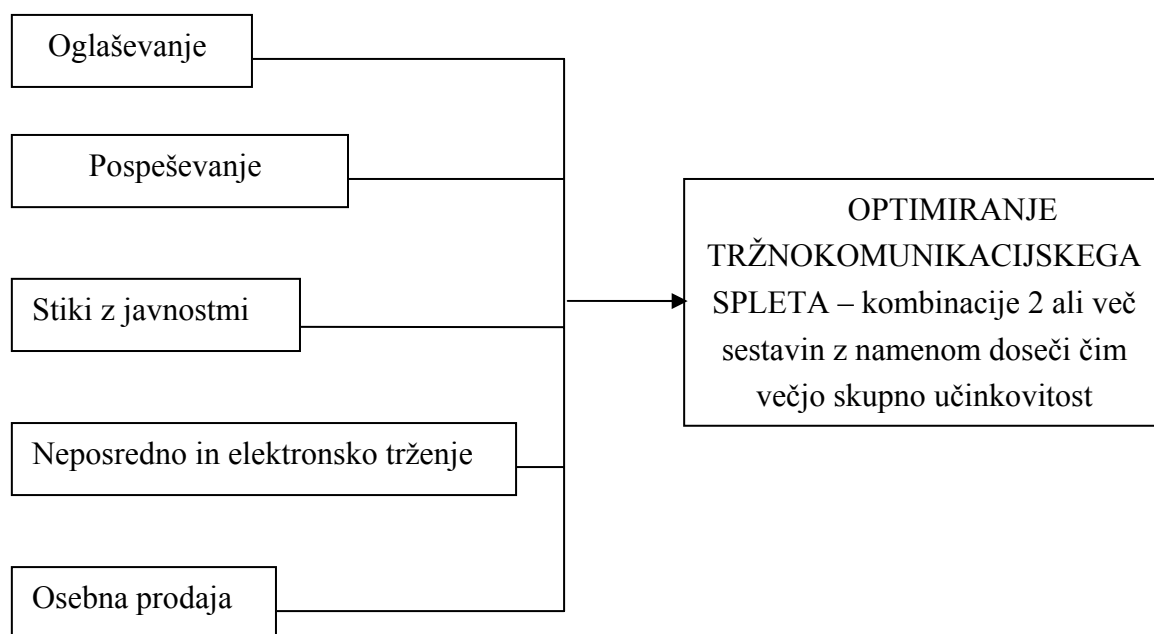 Oglaševanje
Pospeševanje
Stiki z javnostmi
Neposredno in elektronsko trženje
Osebna prodaja
OPTIMIRANJE
TRŽNOKOMUNIKACIJSKEGA
SPLETA – kombinacije 2 ali več
sestavin z namenom doseči čim
večjo skupno učinkovitost